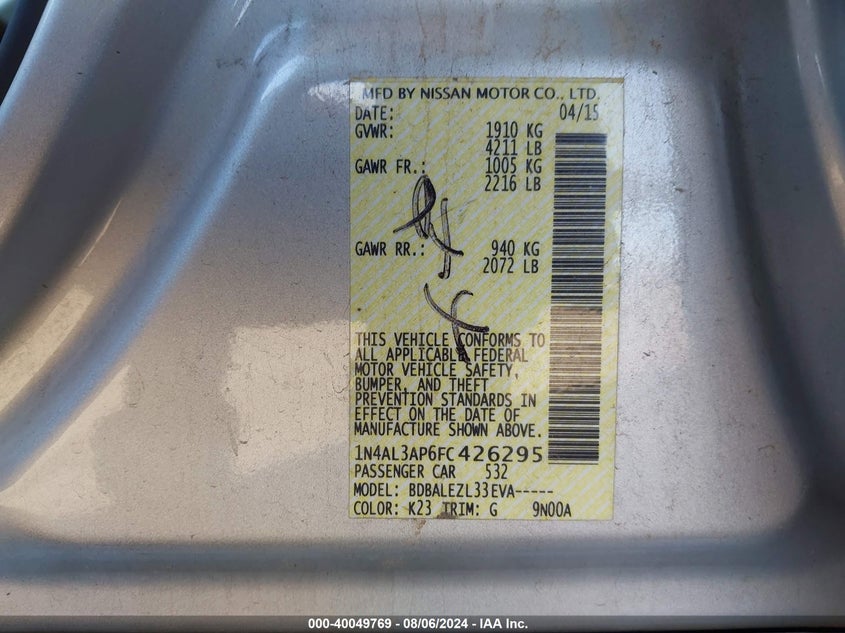 MFD BY NISSAN MOTOR CO., LTD.
DATE: 04/15
GVWR: 1910 KG
4211 LB
GAWR FR.: 1005 KG
2216 LB
GAWR RR.: 940 KG
2072 LB
THIS VEHICLE CONFORMS TO
ALL APPLICABLE FEDERAL
MOTOR VEHICLE SAFETY,
BUMPER, AND THEFT
PREVENTION STANDARDS IN
EFFECT ON THE DATE OF
MANUFACTURE SHOWN ABOVE.
1N4AL3AP6FC426295
PASSENGER CAR 532
MODEL: BDBALEZL33EVA-----
COLOR: K23 TRIM: G 9N00A
000-40049769 - 08/06/2024 - IAA Inc.